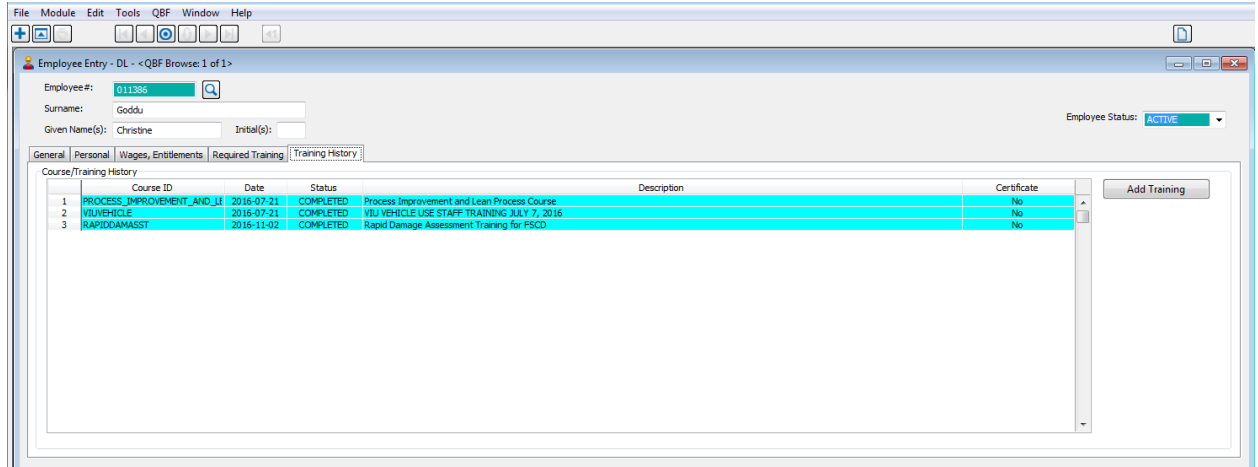 File Module Edit Tools QBF Window Help
Employee Entry - DL - <QBF Browse: 1 of 1>
Employee#: 011386
Surname: Goddu
Employee Status: ACTIVE
Given Name(s): Christine Initial(s):
General Personal Wages, Entitlements Required Training Training History
Course/Training History
Course ID Date Status Description Certificate
Add Training
1 PROCESS_IMPROVEMENT_AND_LE 2016-07-21 COMPLETED Process Improvement and Lean Process Course No
2 VIUVEHICLE 2016-07-21 COMPLETED VIU VEHICLE USE STAFF TRAINING JULY 7, 2016 No
3 RAPIDDAMASST 2016-11-02 COMPLETED Rapid Damage Assessment Training for FSCD No